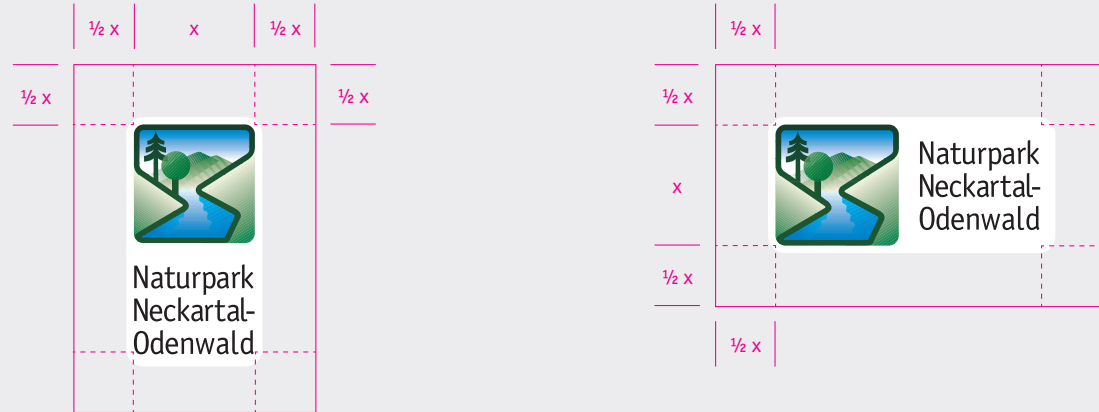 ½ x x ½ x
½ x
½ x
½ x
½ x
Naturpark
Neckartal-
Odenwald
x
Naturpark
Neckartal-
Odenwald
½ x
½ x